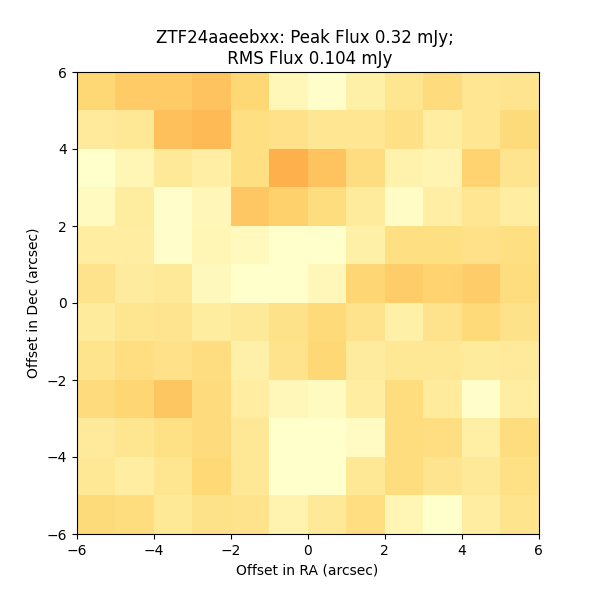 ZTF24aaeebxx: Peak Flux 0.32 mJy;
RMS Flux 0.104 mJy
6
4
2
0
−2
−4
−6
Offset in Dec (arcsec)
−6 −4 −2 0 2 4 6
Offset in RA (arcsec)